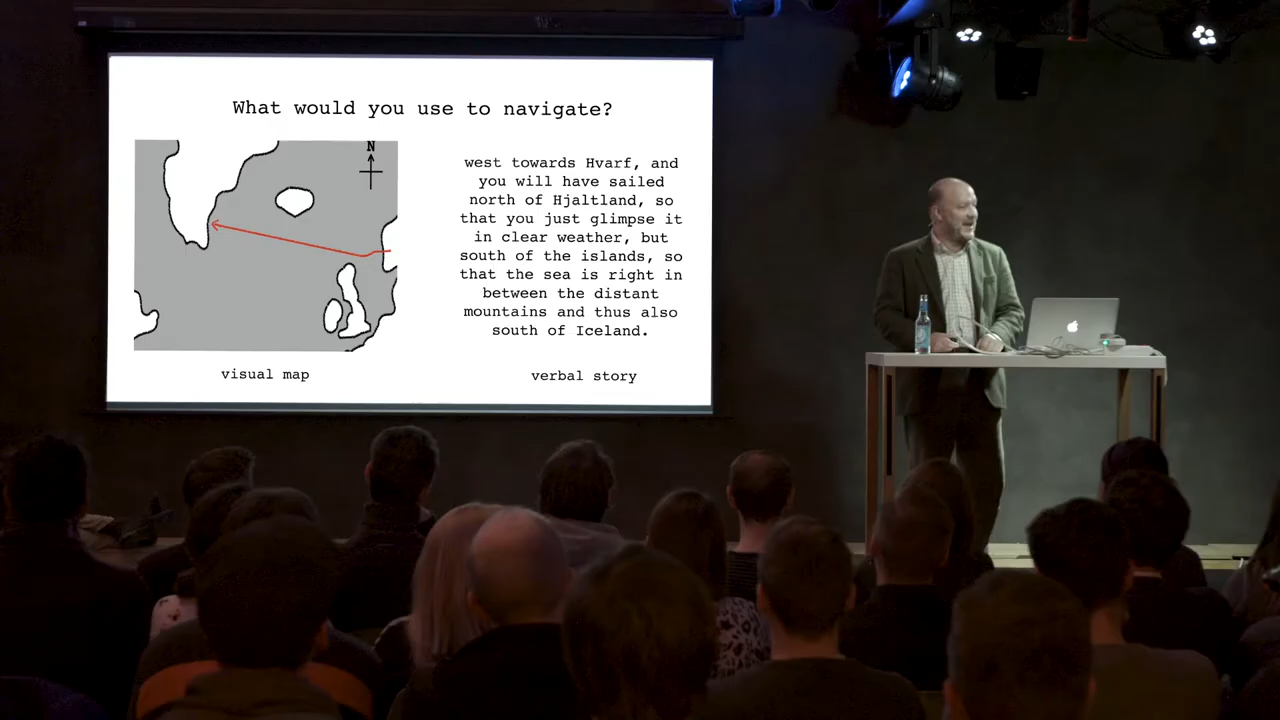 What would you use to navigate?
N
west towards Hvarf, and
you will have sailed
north of Hjaltland, so
that you just glimpse it
in clear weather, but
south of the islands, so
that the sea is right in
between the distant
mountains and thus also
south of Iceland.
visual map
verbal story